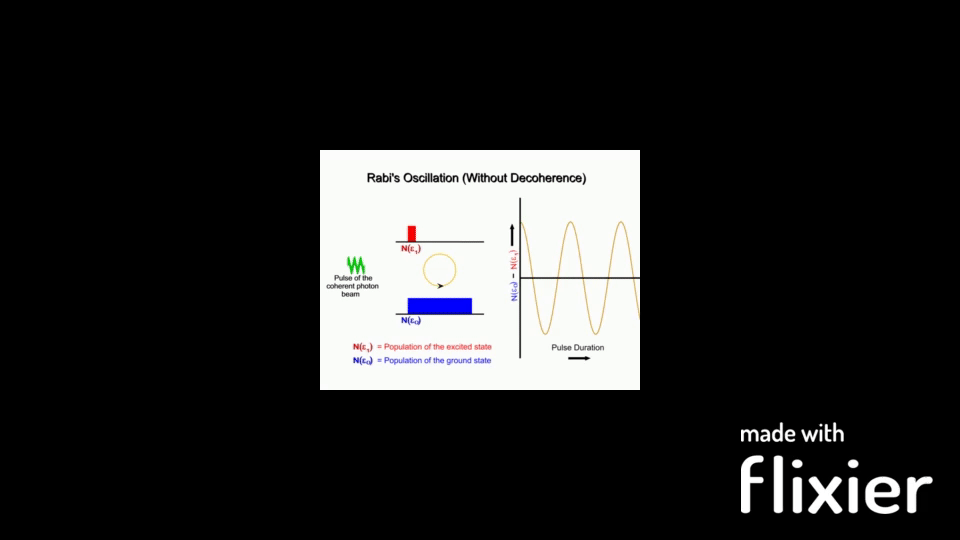 Rabi's Oscillation (Without Decoherence)
N(ε₁)
Pulse of the
coherent photon
beam
N(ε₀)
N(ε₁) = Population of the excited state
N(ε₀) = Population of the ground state
N(ε₀) – N(ε₁)
Pulse Duration
made with
flixier